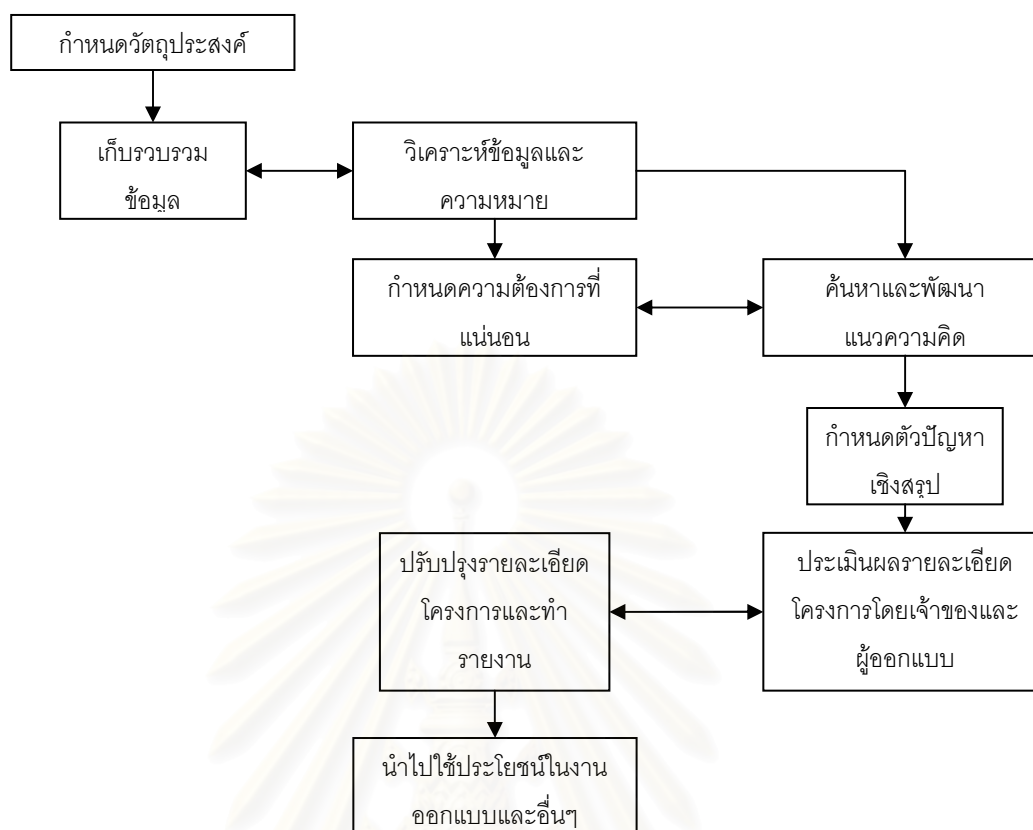 กำหนดวัตถุประสงค์
เก็บรวบรวม
ข้อมูล
วิเคราะห์ข้อมูลและ
ความหมาย
กำหนดความต้องการที่
แน่นอน
ค้นหาและพัฒนา
แนวความคิด
กำหนดตัวปัญหา
เชิงสรุป
ปรับปรุงรายละเอียด
โครงการและทำ
รายงาน
ประเมินผลรายละเอียด
โครงการโดยเจ้าของและ
ผู้ออกแบบ
นำไปใช้ประโยชน์ในงาน
ออกแบบและอื่นๆ